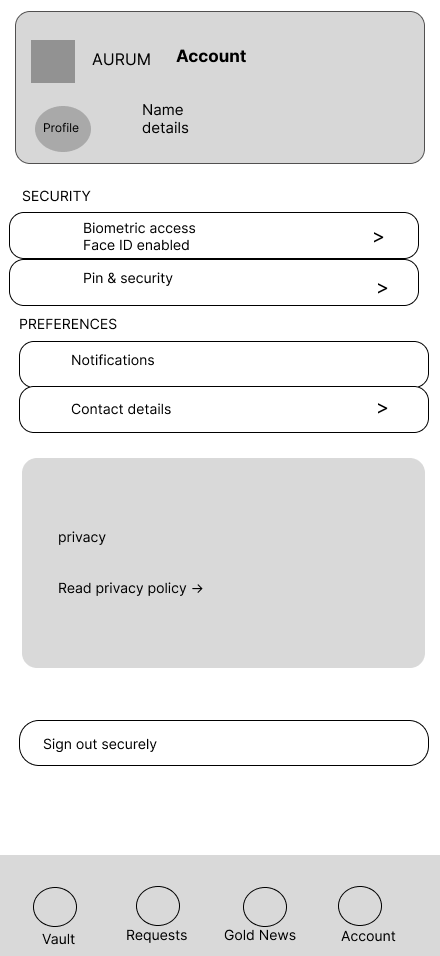 AURUM Account
Name
details
Profile
SECURITY
Biometric access
Face ID enabled
>
Pin & security
>
PREFERENCES
Notifications
Contact details >
privacy
Read privacy policy →
Sign out securely
Vault Requests Gold News Account